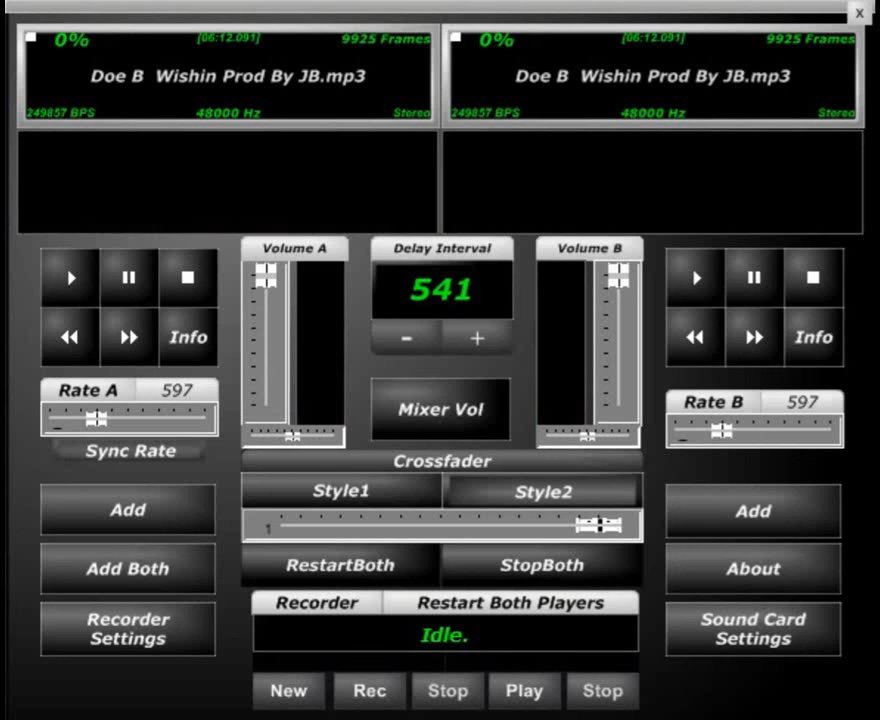 x
0% [06:12.091] 9925 Frames
Doe B Wishin Prod By JB.mp3
249857 BPS 48000 Hz Stereo
0% [06:12.091] 9925 Frames
Doe B Wishin Prod By JB.mp3
249857 BPS 48000 Hz Stereo
Volume A
Delay Interval
Volume B
541
- +
Info
Info
Rate A 597
Mixer Vol
Rate B 597
Sync Rate
Crossfader
Style1
Style2
1
Add
Add
Add Both
RestartBoth
StopBoth
About
Recorder
Settings
Recorder
Restart Both Players
Idle.
Sound Card
Settings
New
Rec
Stop
Play
Stop